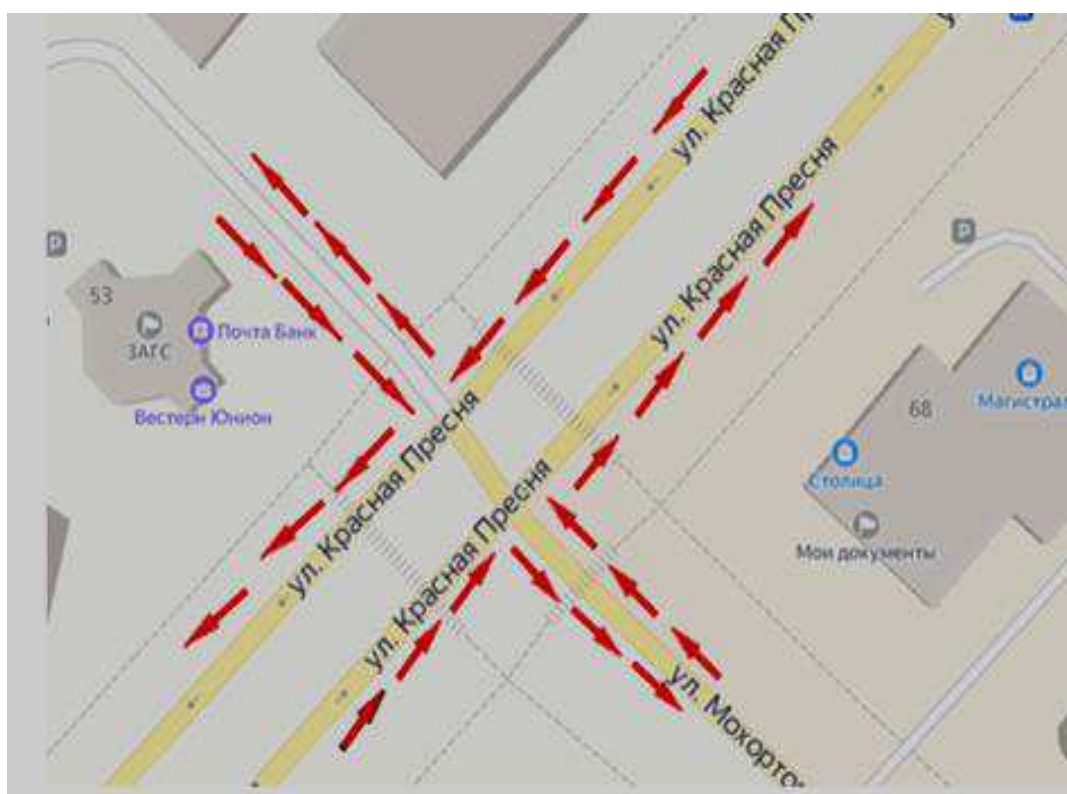 ул. Красная Пр
ул. Красная Пресня
P
P
53
ЗАГС
Почта Банк
Вестерн Юнион
ул. Красная Пресня
ул. Красная Пресня
68
Магистрал
Столица
Мои документы
ул. Мохорто